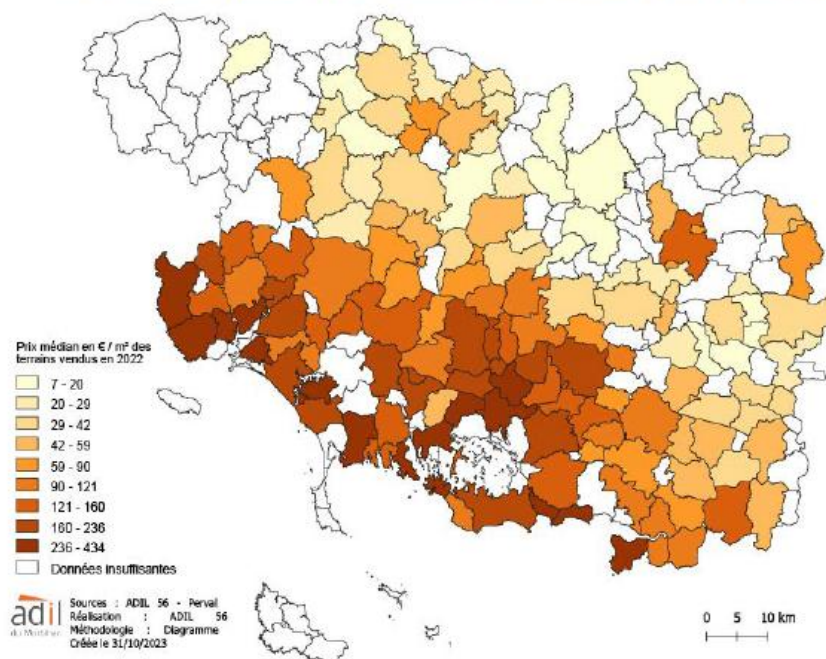 Prix médian en € / m² des
terrains vendus en 2022
7 - 20
20 - 29
29 - 42
42 - 59
59 - 90
90 - 121
121 - 160
160 - 236
236 - 434
Données insuffisantes
adil
du Morbihan
Sources : ADIL 56 - Perval
Réalisation : ADIL 56
Méthodologie : Diagramme
Créée le 31/10/2023
0 5 10 km